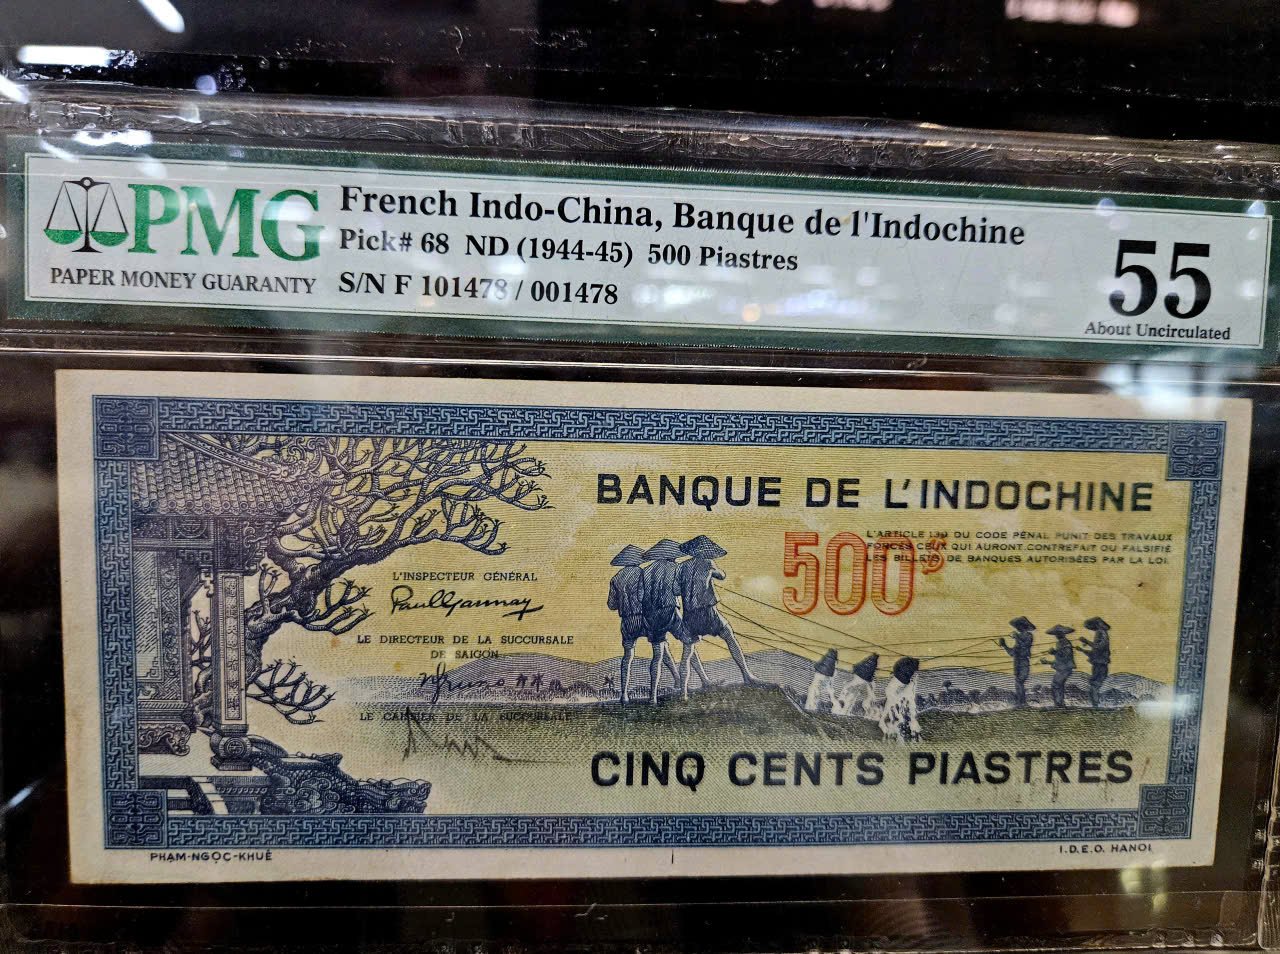 PMG
PAPER MONEY GUARANTY
French Indo-China, Banque de l'Indochine
Pick# 68 ND (1944-45) 500 Piastres
S/N F 101478 / 001478
55
About Uncirculated
BANQUE DE L'INDOCHINE
500$
L'ARTICLE 139 DU CODE PÉNAL PUNIT DES TRAVAUX
FORCÉS CEUX QUI AURONT CONTREFAIT OU FALSIFIÉ
LES BILLETS DE BANQUES AUTORISÉES PAR LA LOI.
L'INSPECTEUR GÉNÉRAL
LE DIRECTEUR DE LA SUCCURSALE
DE SAIGON
LE CAISSIER DE LA SUCCURSALE
CINQ CENTS PIASTRES
PHẠM-NGỌC-KHUÊ
I.D.E.O. HANOI